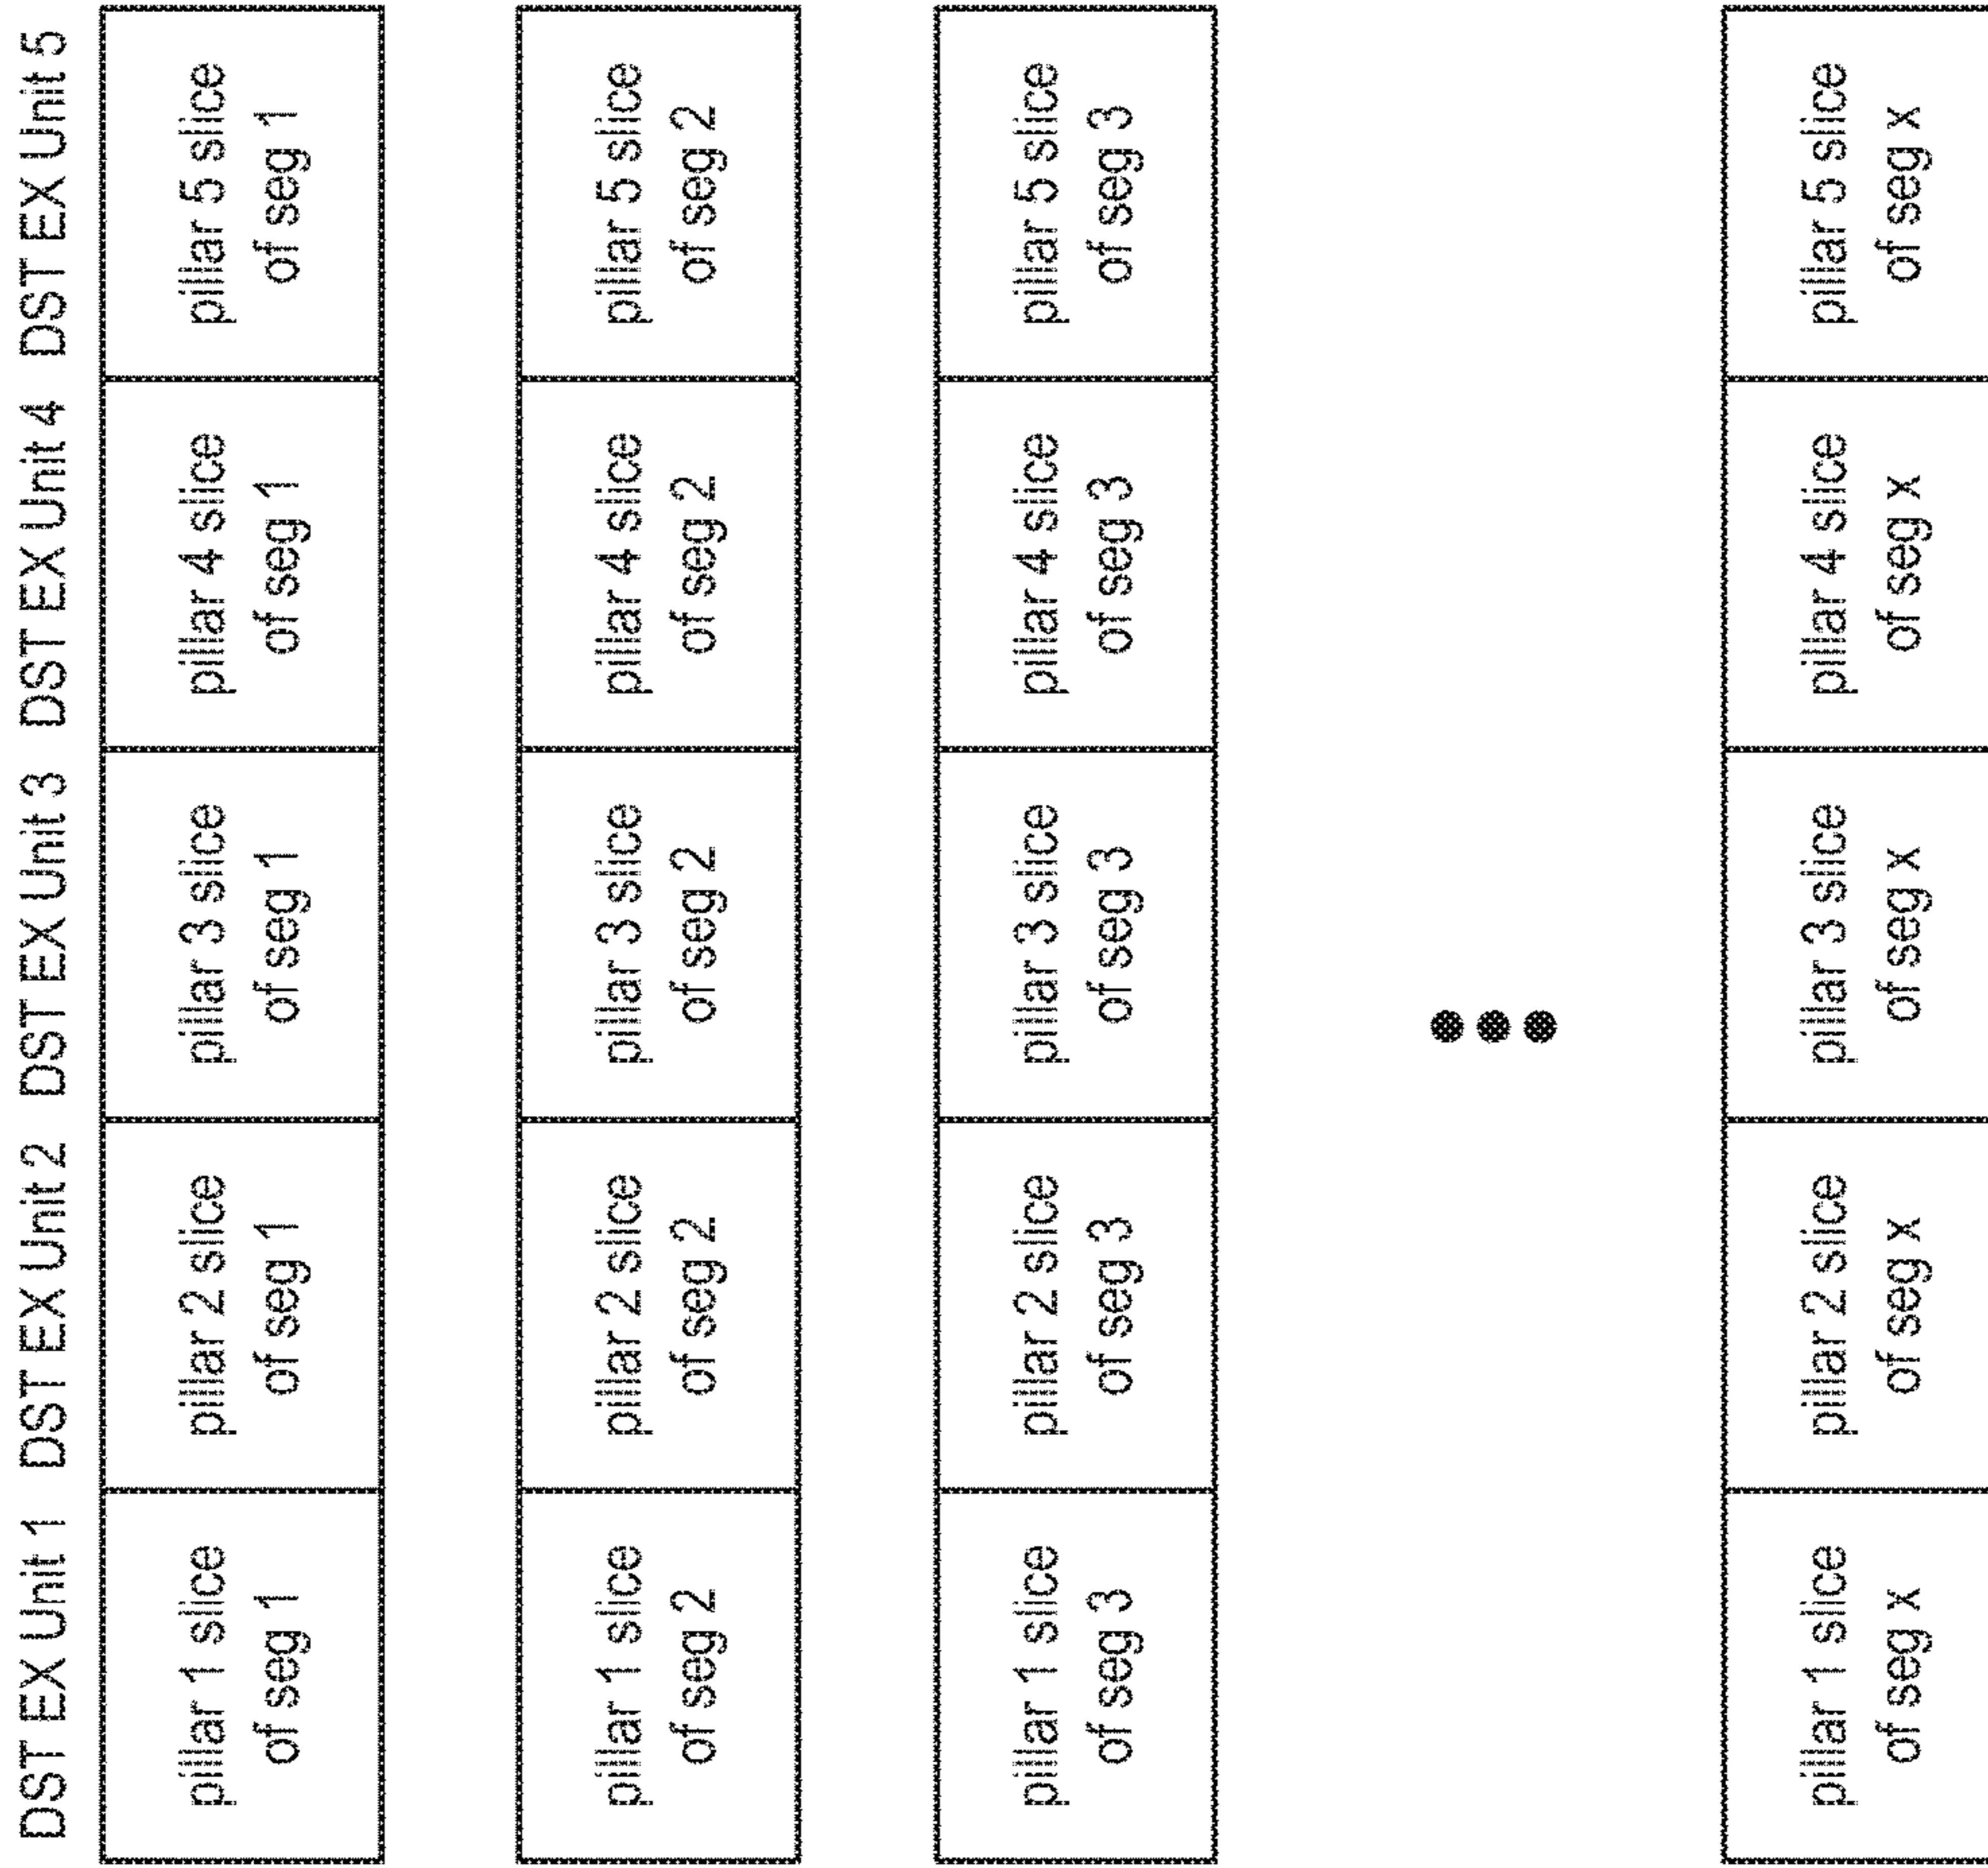 DST EX Unit 1 DST EX Unit 2 DST EX Unit 3 DST EX Unit 4 DST EX Unit 5
pillar 1 slice
of seg 1
pillar 2 slice
of seg 1
pillar 3 slice
of seg 1
pillar 4 slice
of seg 1
pillar 5 slice
of seg 1
pillar 1 slice
of seg 2
pillar 2 slice
of seg 2
pillar 3 slice
of seg 2
pillar 4 slice
of seg 2
pillar 5 slice
of seg 2
pillar 1 slice
of seg 3
pillar 2 slice
of seg 3
pillar 3 slice
of seg 3
pillar 4 slice
of seg 3
pillar 5 slice
of seg 3
pillar 1 slice
of seg x
pillar 2 slice
of seg x
pillar 3 slice
of seg x
pillar 4 slice
of seg x
pillar 5 slice
of seg x